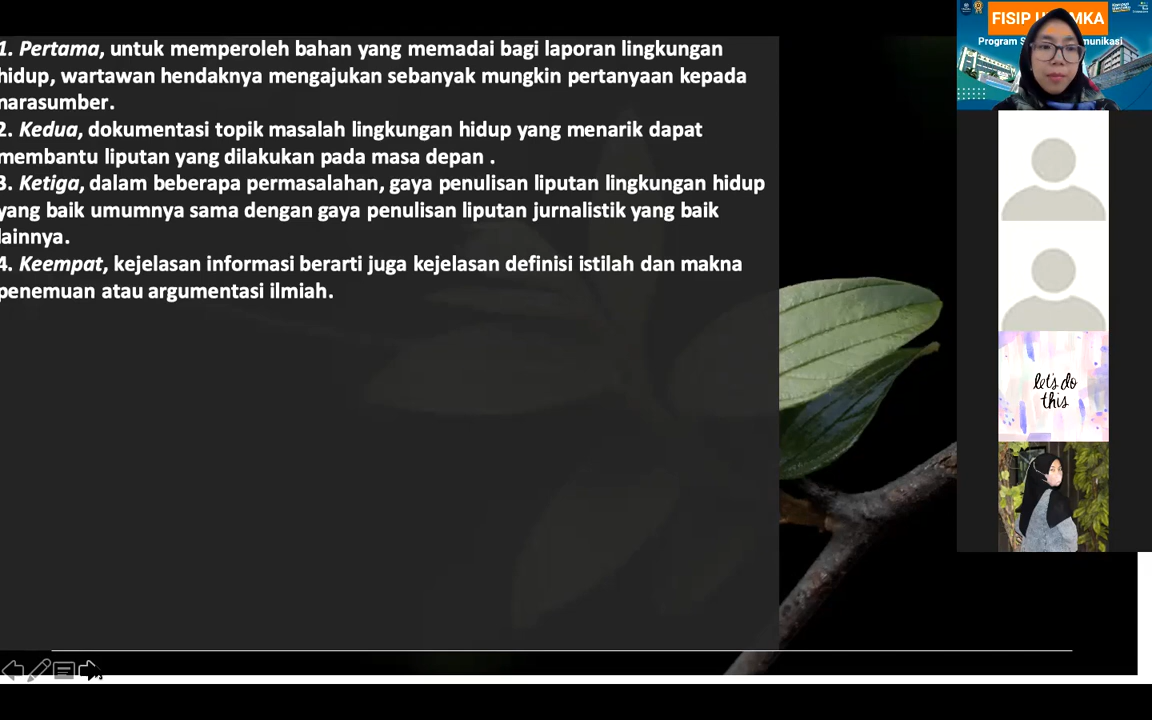 1. Pertama, untuk memperoleh bahan yang memadai bagi laporan lingkungan
hidup, wartawan hendaknya mengajukan sebanyak mungkin pertanyaan kepada
narasumber.
2. Kedua, dokumentasi topik masalah lingkungan hidup yang menarik dapat
membantu liputan yang dilakukan pada masa depan .
3. Ketiga, dalam beberapa permasalahan, gaya penulisan liputan lingkungan hidup
yang baik umumnya sama dengan gaya penulisan liputan jurnalistik yang baik
lainnya.
4. Keempat, kejelasan informasi berarti juga kejelasan definisi istilah dan makna
penemuan atau argumentasi ilmiah.
FISIP
Program
let's do
this